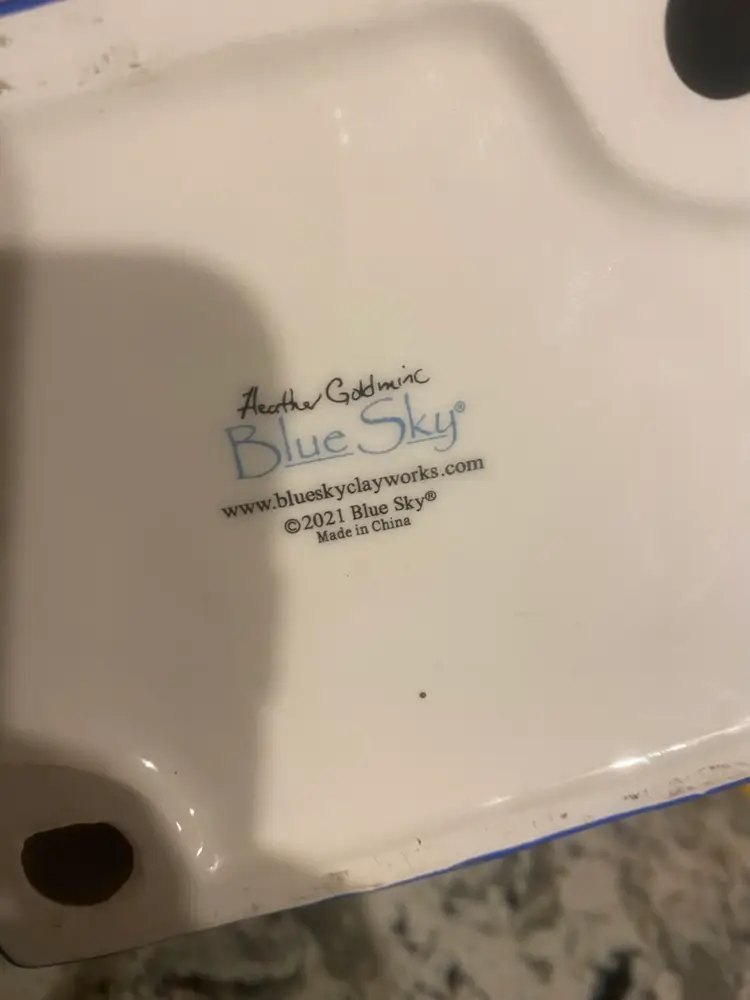 Heather Goldminc
Blue Sky®
www.blueskyclayworks.com
©2021 Blue Sky®
Made in China